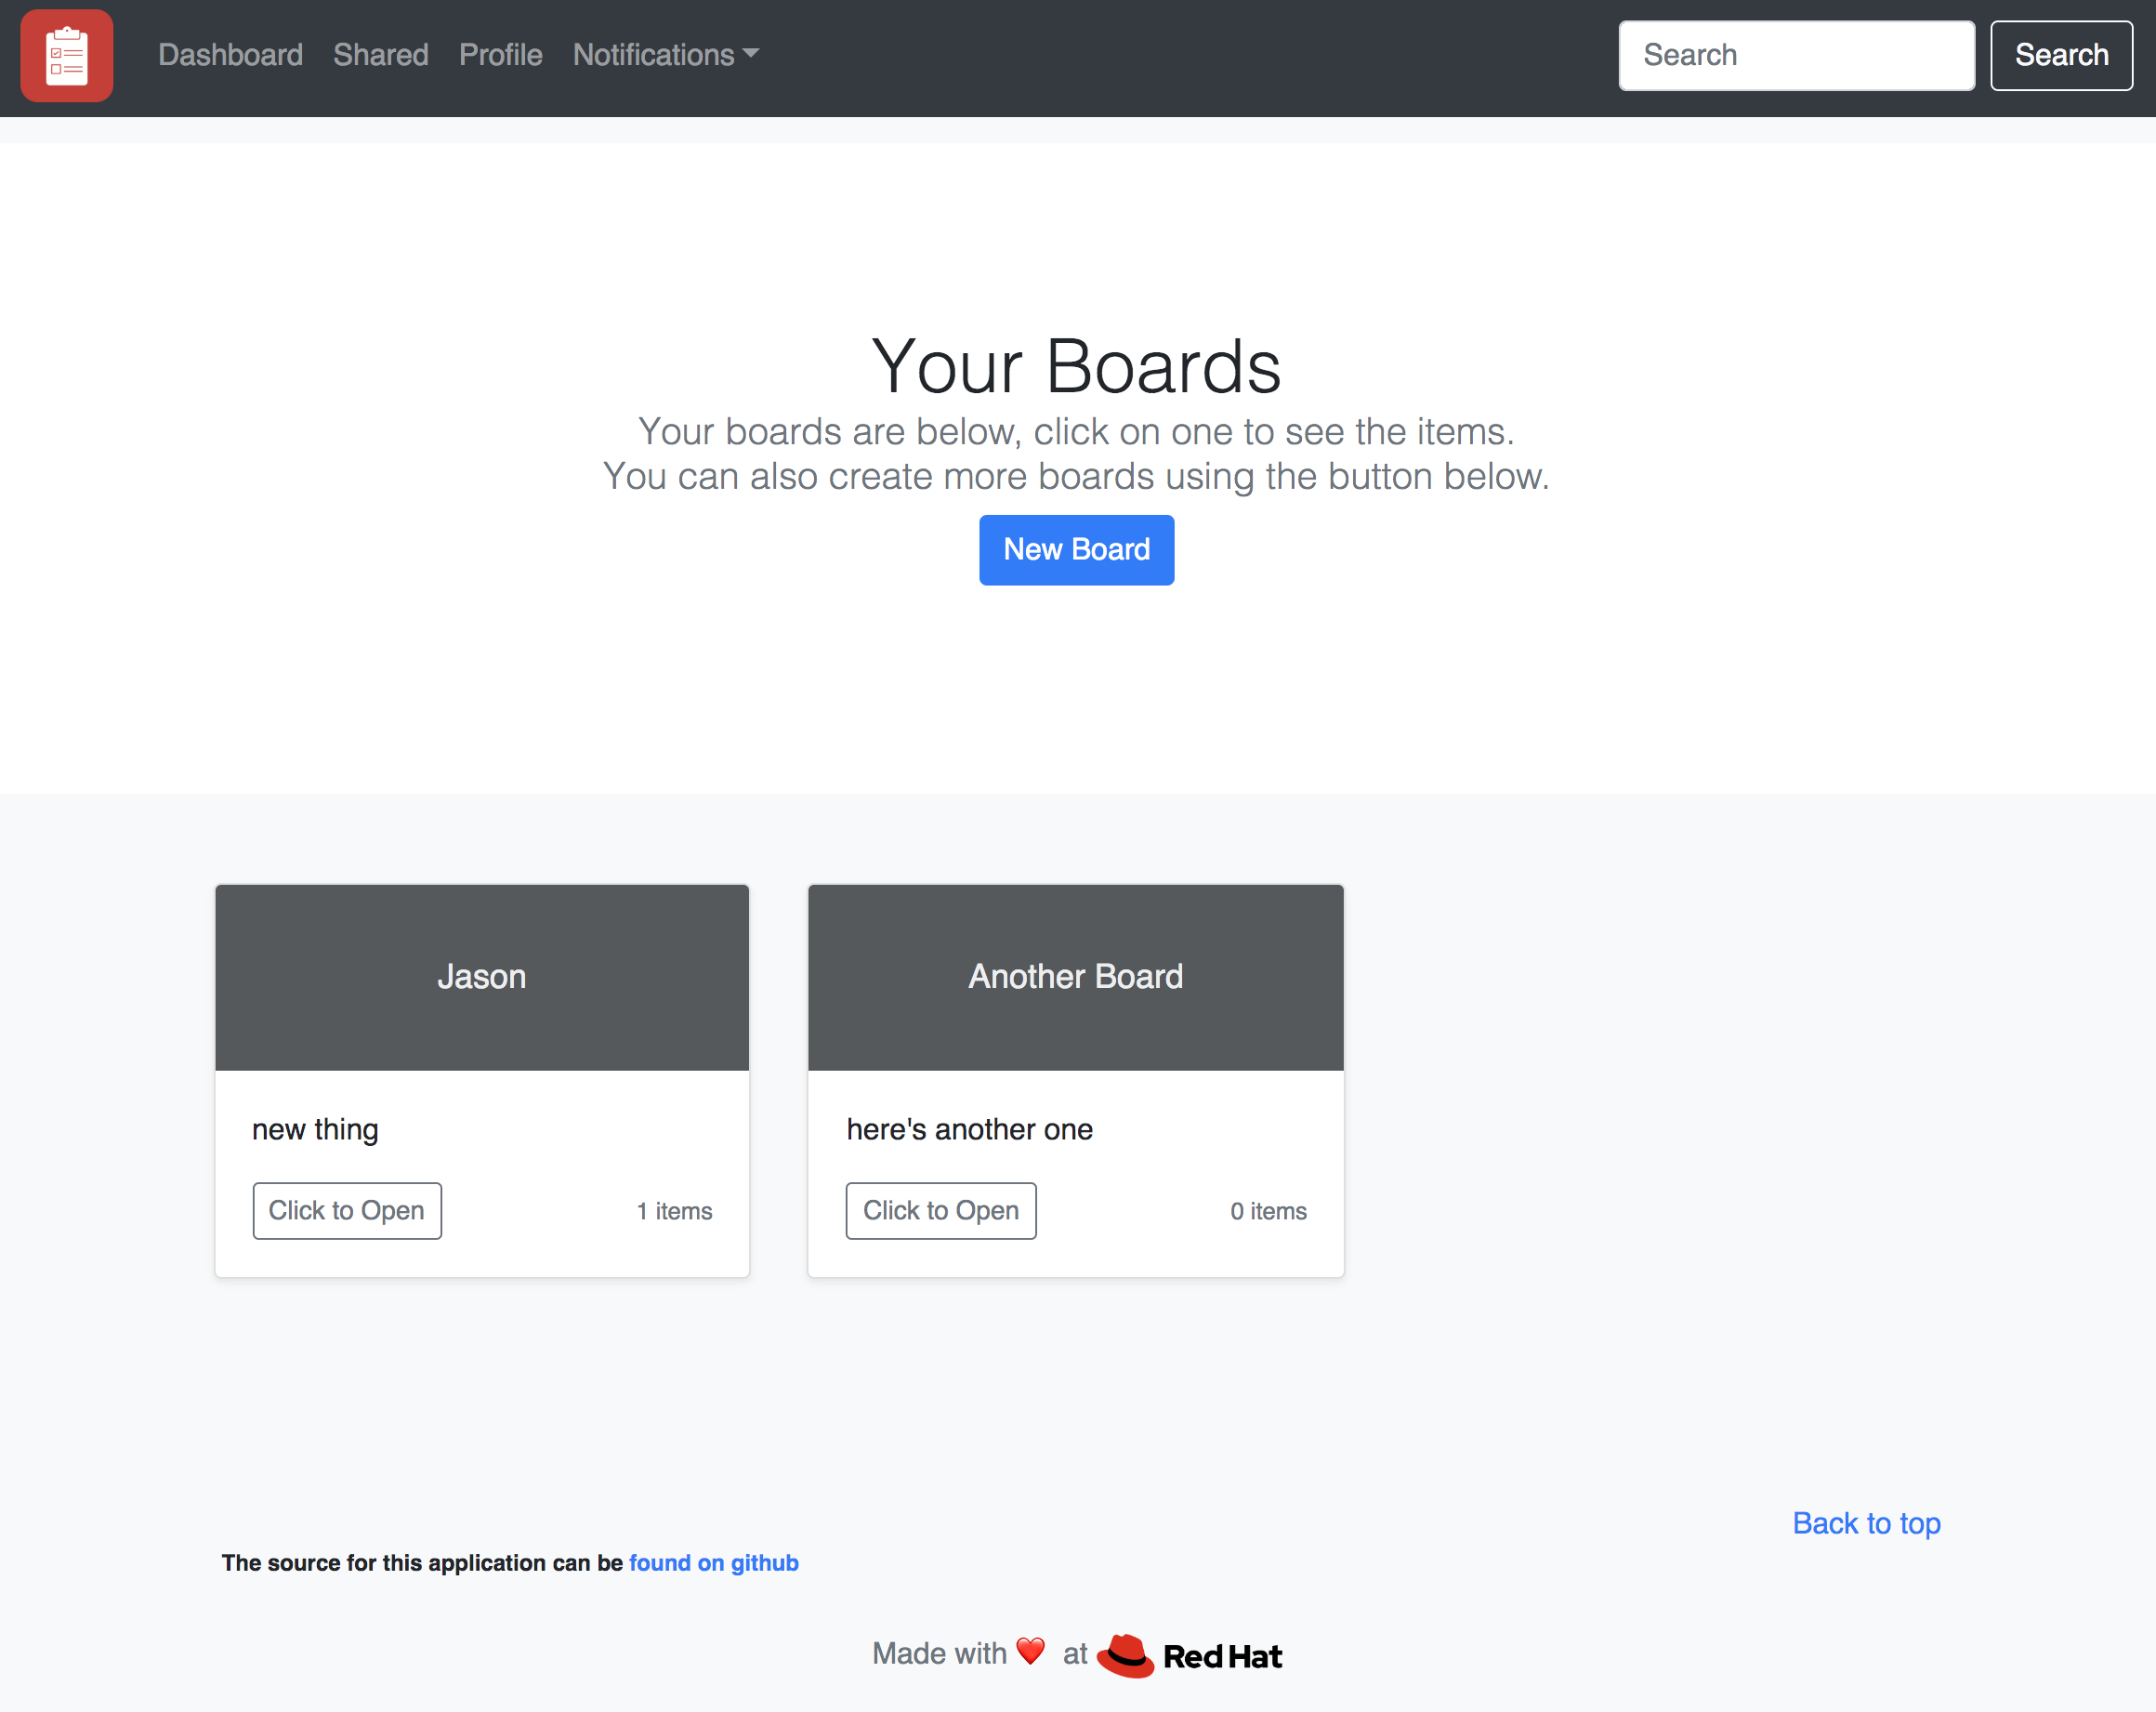 Dashboard Shared Profile Notifications Search Search
Your Boards
Your boards are below, click on one to see the items.
You can also create more boards using the button below.
New Board
Jason
new thing
Click to Open 1 items
Another Board
here's another one
Click to Open 0 items
Back to top
The source for this application can be found on github
Made with ❤️ at Red Hat